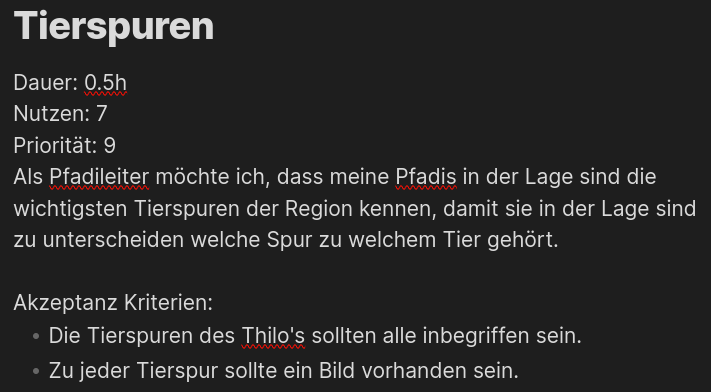 Tierspuren
Dauer: 0.5h
Nutzen: 7
Priorität: 9
Als Pfadileiter möchte ich, dass meine Pfadis in der Lage sind die
wichtigsten Tierspuren der Region kennen, damit sie in der Lage sind
zu unterscheiden welche Spur zu welchem Tier gehört.
Akzeptanz Kriterien:
• Die Tierspuren des Thilo's sollten alle inbegriffen sein.
• Zu jeder Tierspur sollte ein Bild vorhanden sein.